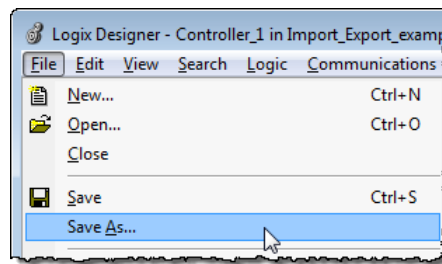 Logix Designer - Controller_1 in Import_Export_examp
File Edit View Search Logic Communications
New... Ctrl+N
Open... Ctrl+O
Close
Save Ctrl+S
Save As...